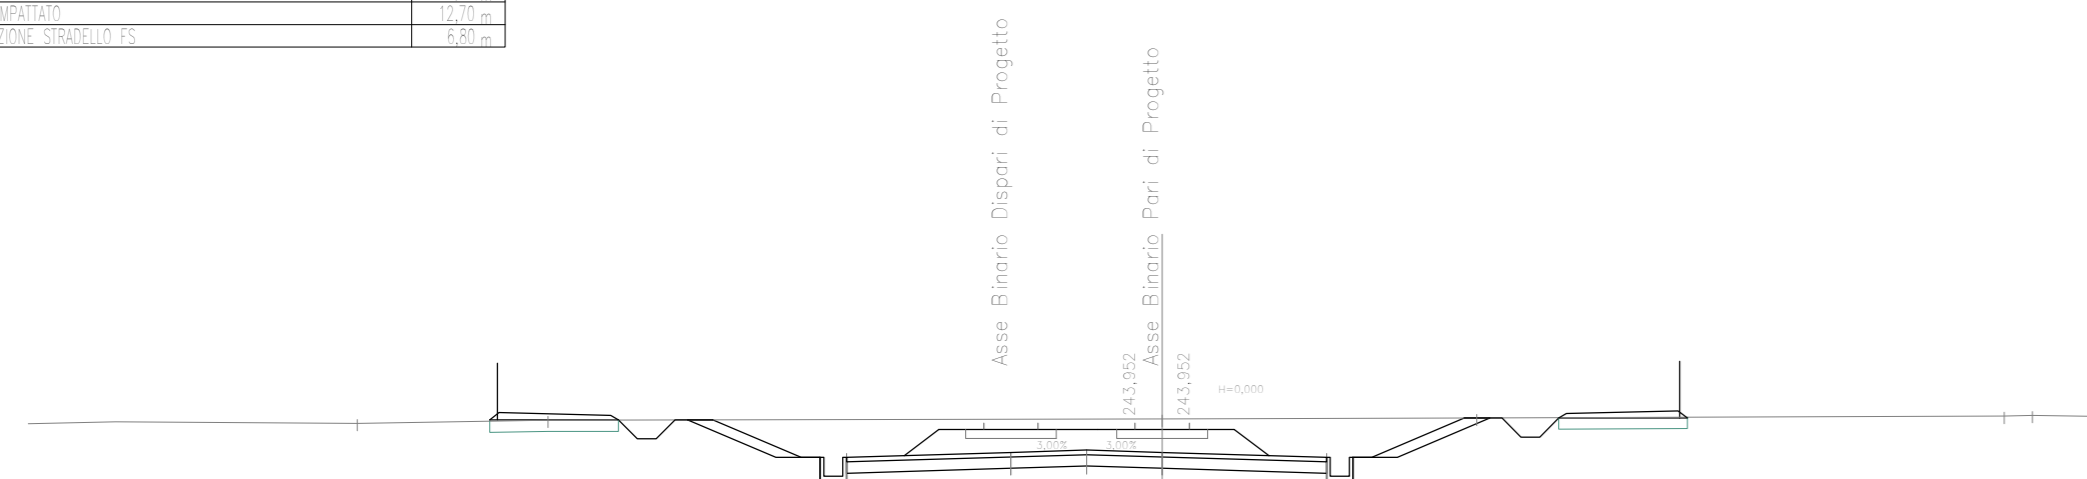 MPATTATO 12,70 m
ZIONE STRADELLO FS 6,80 m
Asse Binario Dispari di Progetto
Asse Binario Pari di Progetto
243,952
243,952
H=0,000
3,00%
3,00%